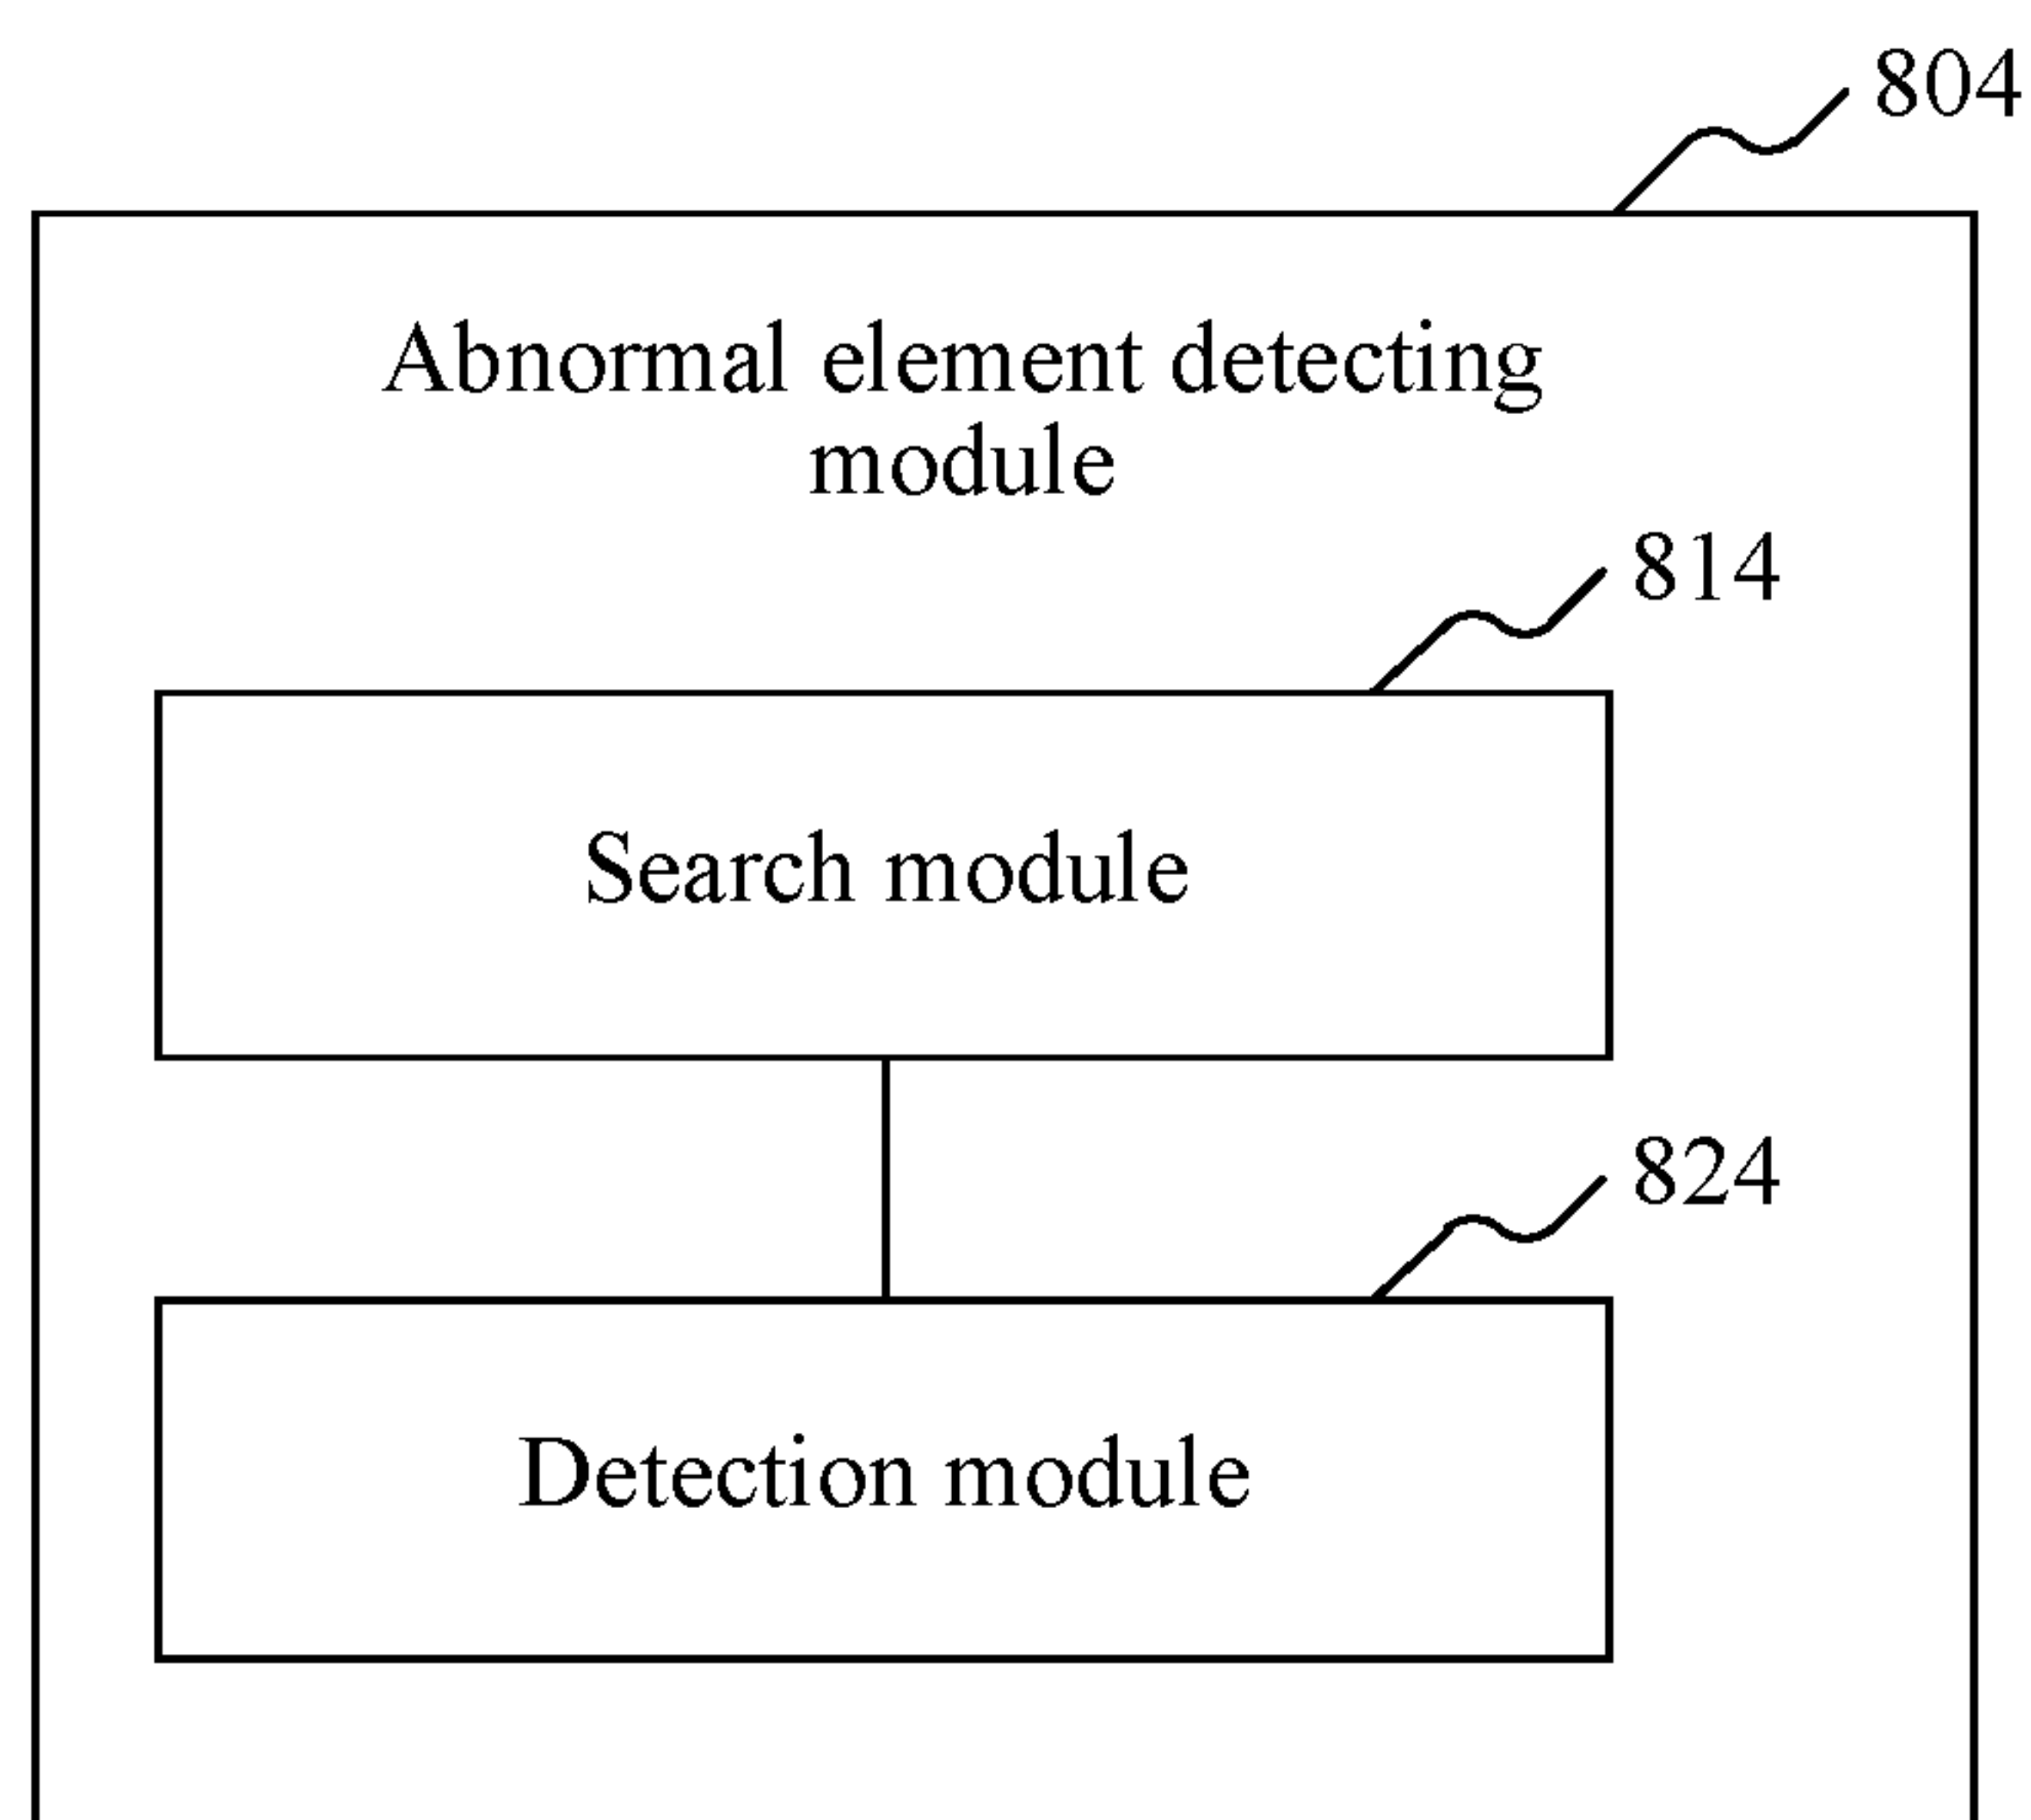 804
Abnormal element detecting
module
814
Search module
824
Detection module